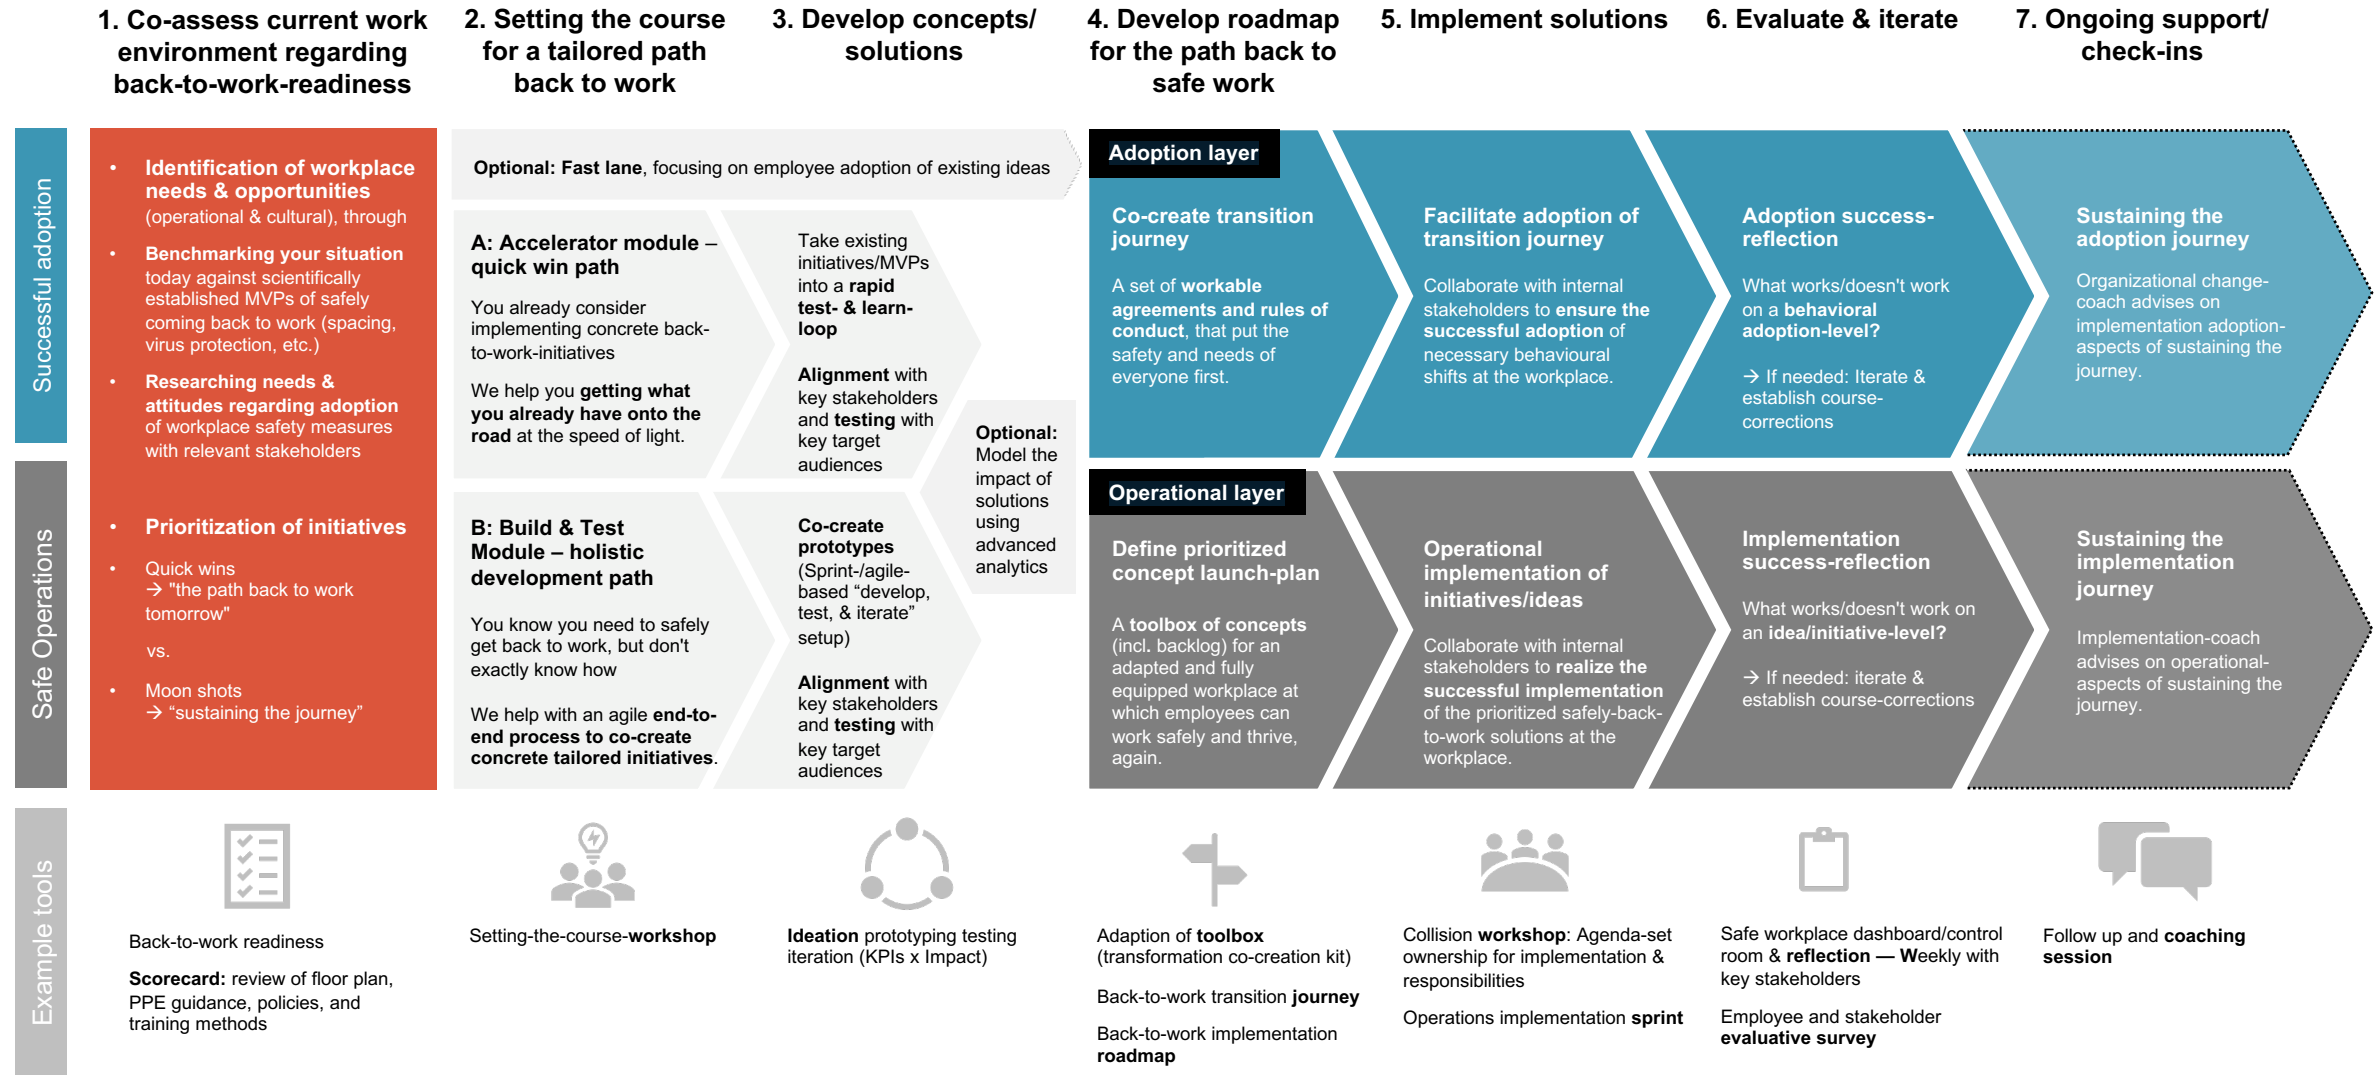 1. Co-assess current work
environment regarding
back-to-work-readiness
2. Setting the course
for a tailored path
back to work
3. Develop concepts/
solutions
4. Develop roadmap
for the path back to
safe work
5. Implement solutions
6. Evaluate & iterate
7. Ongoing support/
check-ins
Successful adoption
Safe Operations
Example tools
• Identification of workplace
needs & opportunities
(operational & cultural), through
• Benchmarking your situation
today against scientifically
established MVPs of safely
coming back to work (spacing,
virus protection, etc.)
• Researching needs &
attitudes regarding adoption
of workplace safety measures
with relevant stakeholders
• Prioritization of initiatives
• Quick wins
→ "the path back to work
tomorrow"
vs.
• Moon shots
→ “sustaining the journey”
Optional: Fast lane, focusing on employee adoption of existing ideas
A: Accelerator module –
quick win path
You already consider
implementing concrete back-
to-work-initiatives
We help you getting what
you already have onto the
road at the speed of light.
Take existing
initiatives/MVPs
into a rapid
test- & learn-
loop
Alignment with
key stakeholders
and testing with
key target
audiences
B: Build & Test
Module – holistic
development path
You know you need to safely
get back to work, but don't
exactly know how
We help with an agile end-to-
end process to co-create
concrete tailored initiatives.
Co-create
prototypes
(Sprint-/agile-
based “develop,
test, & iterate”
setup)
Alignment with
key stakeholders
and testing with
key target
audiences
Optional:
Model the
impact of
solutions
using
advanced
analytics
Adoption layer
Co-create transition
journey
A set of workable
agreements and rules of
conduct, that put the
safety and needs of
everyone first.
Facilitate adoption of
transition journey
Collaborate with internal
stakeholders to ensure the
successful adoption of
necessary behavioural
shifts at the workplace.
Adoption success-
reflection
What works/doesn't work
on a behavioral
adoption-level?
→ If needed: Iterate &
establish course-
corrections
Sustaining the
adoption journey
Organizational change-
coach advises on
implementation adoption-
aspects of sustaining the
journey.
Operational layer
Define prioritized
concept launch-plan
A toolbox of concepts
(incl. backlog) for an
adapted and fully
equipped workplace at
which employees can
work safely and thrive,
again.
Operational
implementation of
initiatives/ideas
Collaborate with internal
stakeholders to realize the
successful implementation
of the prioritized safely-back-
to-work solutions at the
workplace.
Implementation
success-reflection
What works/doesn't work on
an idea/initiative-level?
→ If needed: iterate &
establish course-corrections
Sustaining the
implementation
journey
Implementation-coach
advises on operational-
aspects of sustaining the
journey.
Back-to-work readiness
Scorecard: review of floor plan,
PPE guidance, policies, and
training methods
Setting-the-course-workshop
Ideation prototyping testing
iteration (KPIs x Impact)
Adaption of toolbox
(transformation co-creation kit)
Back-to-work transition journey
Back-to-work implementation
roadmap
Collision workshop: Agenda-set
ownership for implementation &
responsibilities
Operations implementation sprint
Safe workplace dashboard/control
room & reflection — Weekly with
key stakeholders
Employee and stakeholder
evaluative survey
Follow up and coaching
session